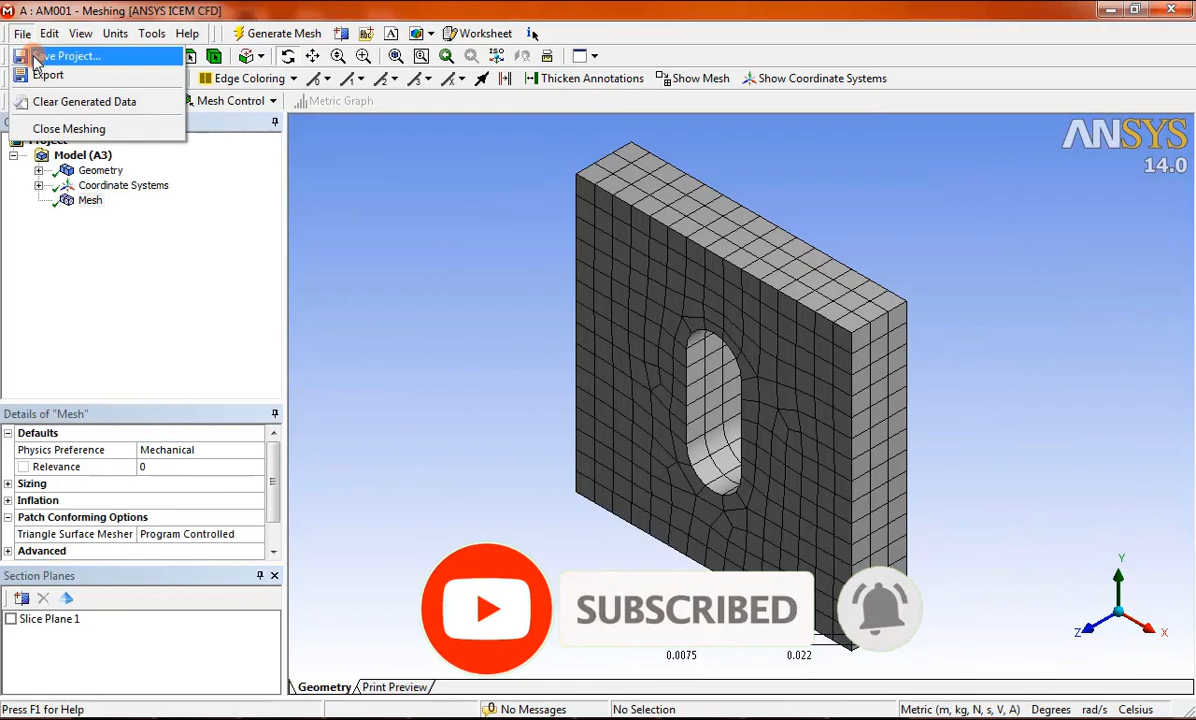 A : AM001 - Meshing [ANSYS ICEM CFD]
File Edit View Units Tools Help Generate Mesh Worksheet
Save Project...
Export
Clear Generated Data
Close Meshing
Edge Coloring Thicken Annotations Show Mesh Show Coordinate Systems
Mesh Control Metric Graph
Project
Model (A3)
Geometry
Coordinate Systems
Mesh
ANSYS
14.0
Details of "Mesh"
Defaults
Physics Preference Mechanical
Relevance 0
Sizing
Inflation
Patch Conforming Options
Triangle Surface Mesher Program Controlled
Advanced
Section Planes
Slice Plane 1
SUBSCRIBED
0.0075 0.022
Y
Z X
Geometry Print Preview
Press F1 for Help 0 No Messages No Selection Metric (m, kg, N, s, V, A) Degrees rad/s Celsius